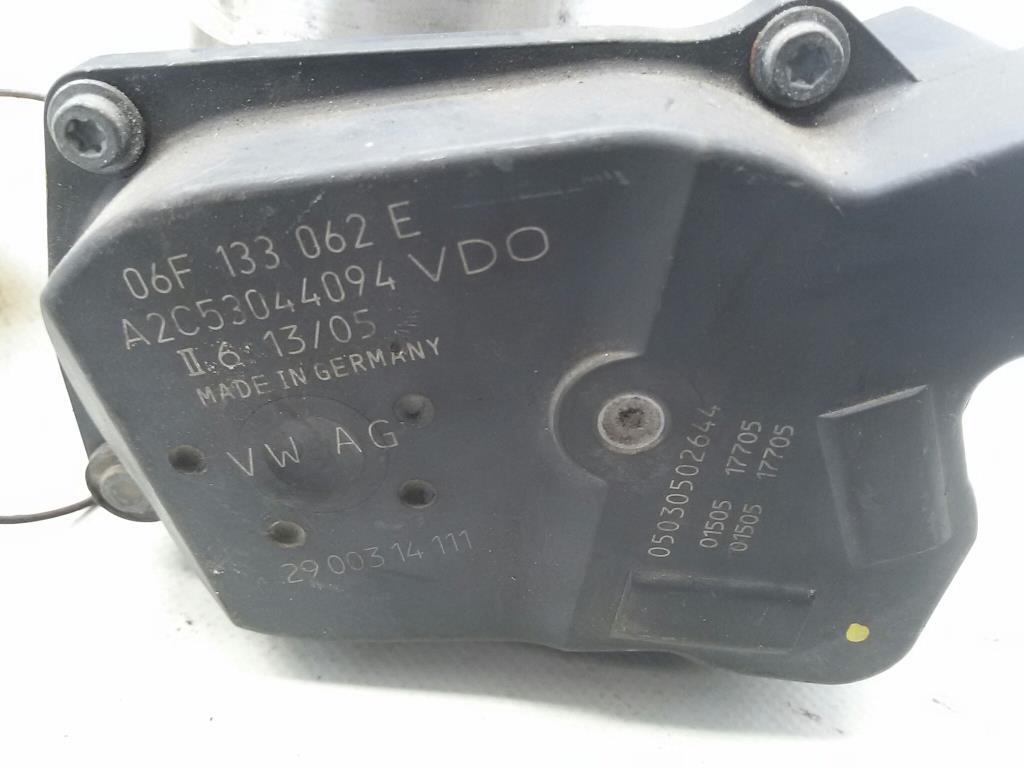 06F 133 062 E
A2C53044094 VDO
II.6 13/05
MADE IN GERMANY
VW AG
29 003 14 111
05030502644
01505 17705
01505 17705